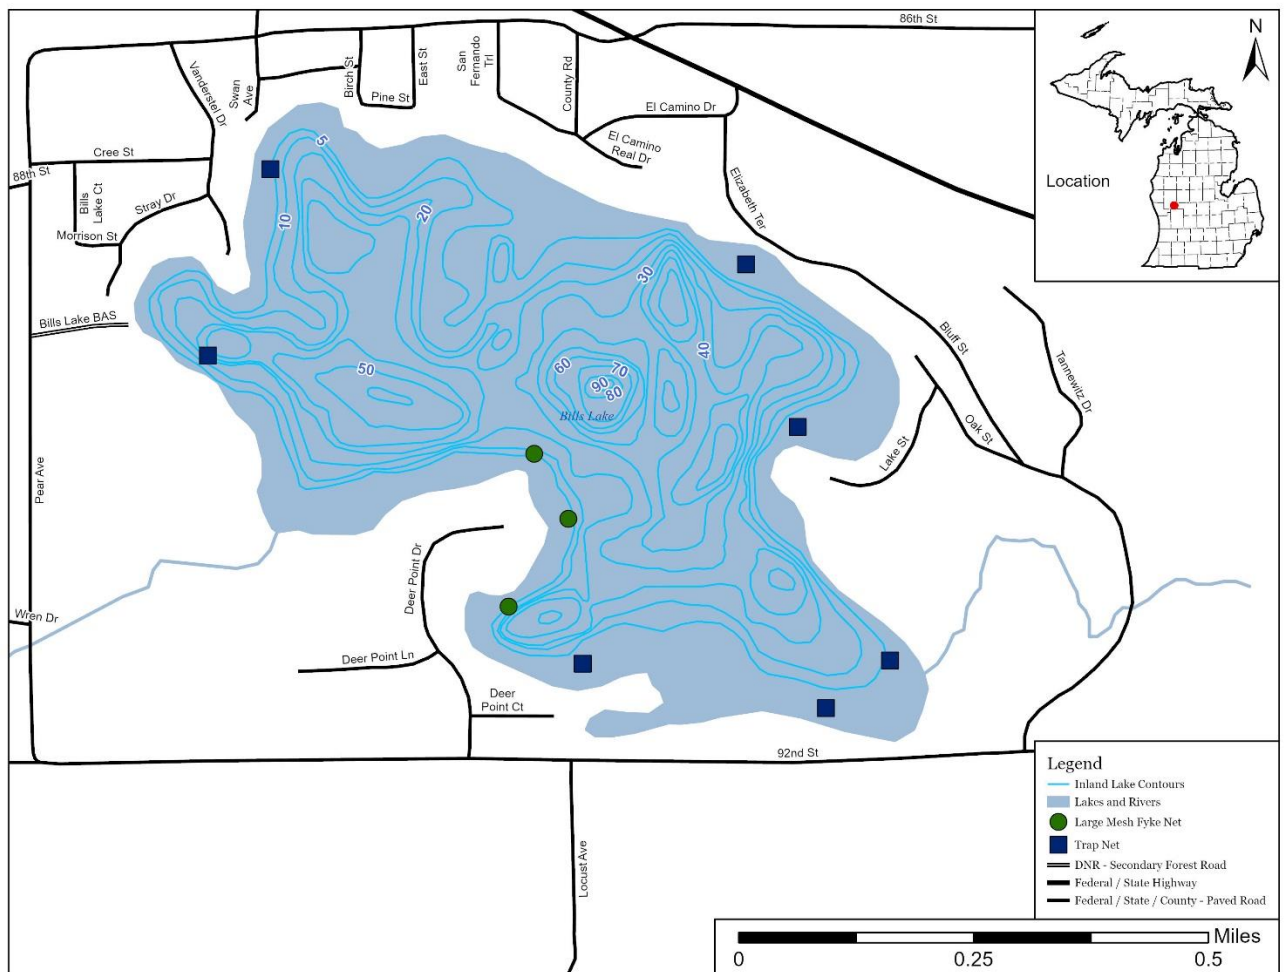 86th St
N
Location
Vanderstel Dr
Swan
Ave
Birch St
East St
Pine St
San
Fernando
Trl
County Rd
El Camino Dr
El Camino
Real Dr
Elizabeth Ter
Cree St
88th St
Bills
Lake Ct
Stray Dr
Morrison St
Bills Lake BAS
5
10
20
30
40
50
60
70
90
80
Bills Lake
Bluff St
Tannewitz Dr
Oak St
Lake St
Pear Ave
Wren Dr
Deer Point Dr
Deer Point Ln
Deer
Point Ct
92nd St
Locust Ave
Legend
Inland Lake Contours
Lakes and Rivers
Large Mesh Fyke Net
Trap Net
DNR - Secondary Forest Road
Federal / State Highway
Federal / State / County - Paved Road
Miles
0
0.25
0.5